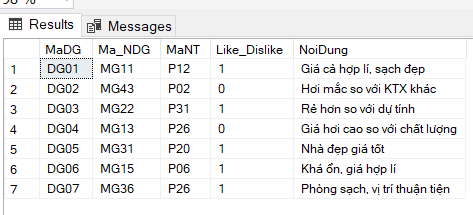 98 %
Results Messages
MaDG Ma_NDG MaNT Like_Dislike NoiDung
1 DG01 MG11 P12 1 Giá cả hợp lí, sạch đẹp
2 DG02 MG43 P02 0 Hơi mắc so với KTX khác
3 DG03 MG22 P31 1 Rẻ hơn so với dự tính
4 DG04 MG13 P26 0 Giá hơi cao so với chất lượng
5 DG05 MG31 P20 1 Nhà đẹp giá tốt
6 DG06 MG15 P06 1 Khá ổn, giá hợp lí
7 DG07 MG36 P26 1 Phòng sạch, vị trí thuận tiện